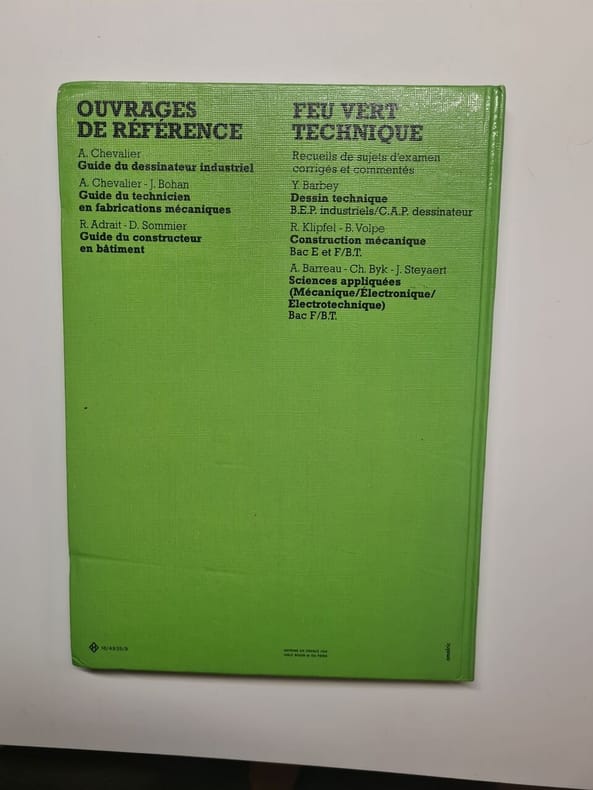 OUVRAGES
DE RÉFÉRENCE
A. Chevalier
Guide du dessinateur industriel
A. Chevalier - J. Bohan
Guide du technicien
en fabrications mécaniques
R. Adrait - D. Sommier
Guide du constructeur
en bâtiment
FEU VERT
TECHNIQUE
Recueils de sujets d'examen
corrigés et commentés
Y. Barbey
Dessin technique
B.E.P. industriels/C.A.P. dessinateur
R. Klipfel - B. Volpe
Construction mécanique
Bac E et F/B.T.
A. Barreau - Ch. Byk - J. Steyaert
Sciences appliquées
(Mécanique/Électronique/
Électrotechnique)
Bac F/B.T.